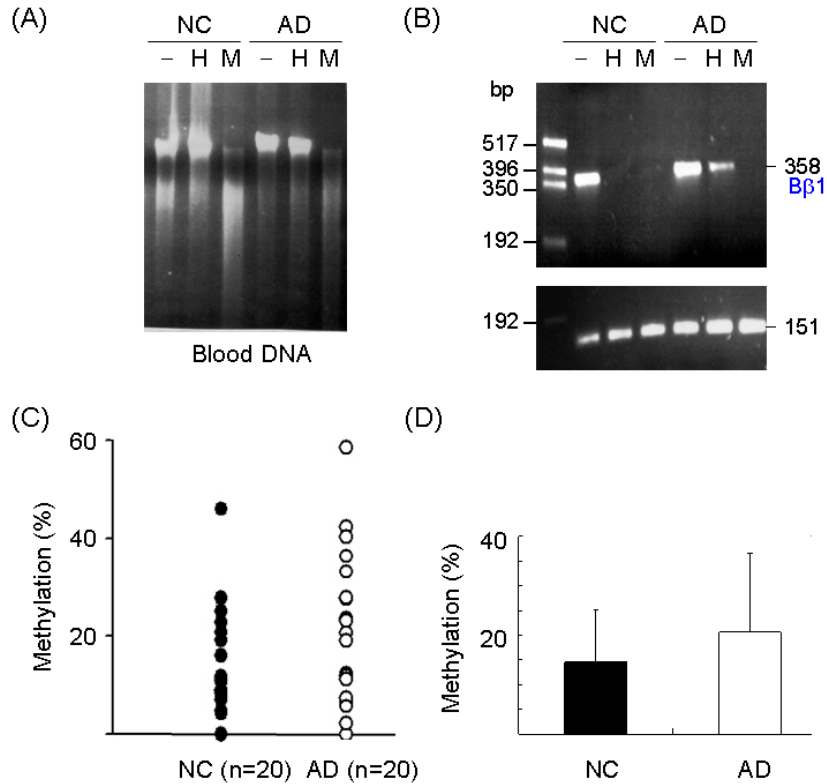 (A)
NC AD
– H M – H M
Blood DNA
(B)
NC AD
– H M – H M
bp
517
396
350
192
358
Bβ1
192
151
(C)
Methylation (%)
60
40
20
NC (n=20) AD (n=20)
(D)
Methylation (%)
40
20
0
NC AD